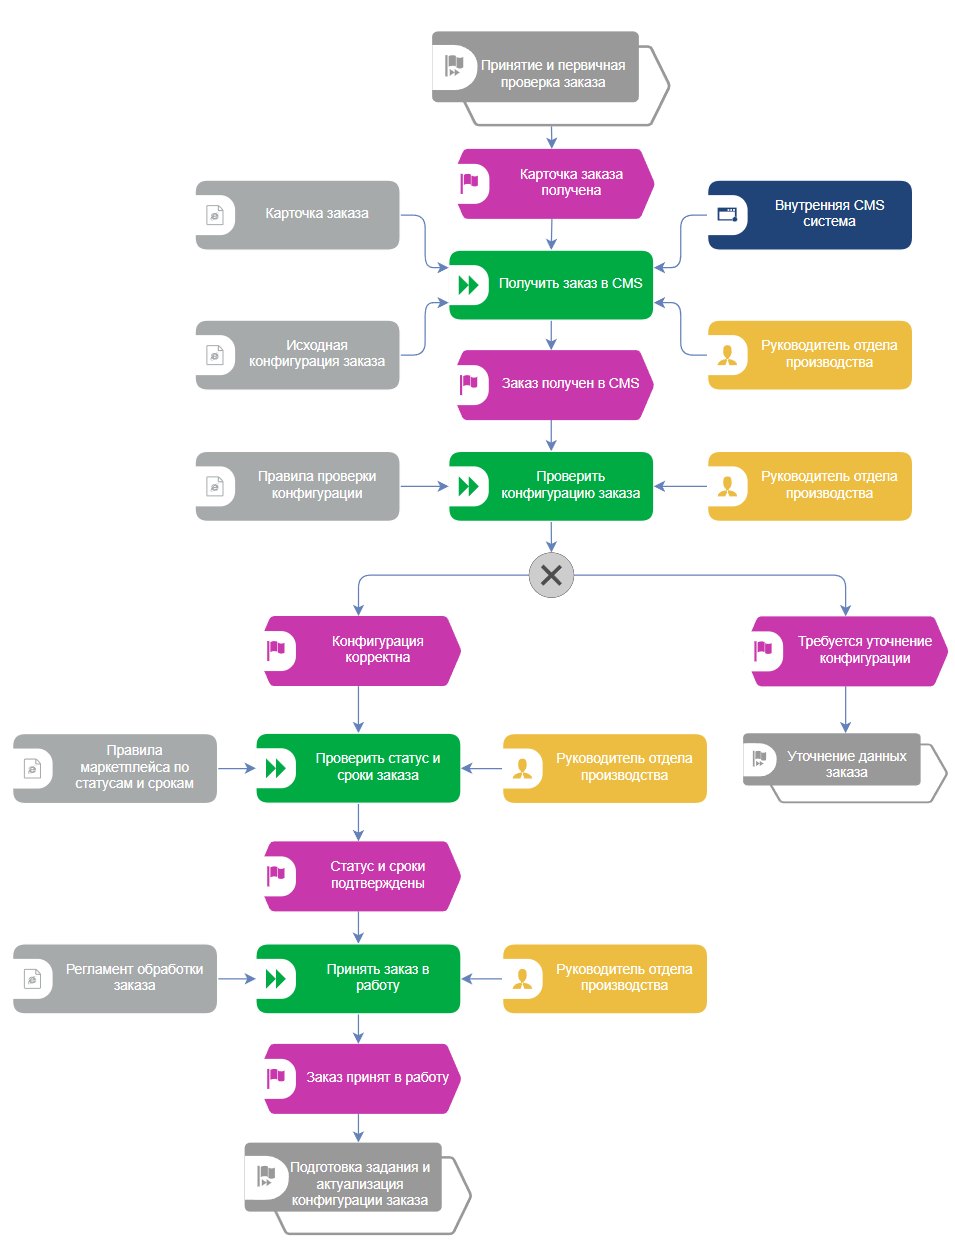 Принятие и первичная
проверка заказа
Карточка заказа
получена
Карточка заказа
Внутренняя CMS
система
Получить заказ в CMS
Исходная
конфигурация заказа
Руководитель отдела
производства
Заказ получен в CMS
Правила проверки
конфигурации
Проверить
конфигурацию заказа
Руководитель отдела
производства
Конфигурация
корректна
Требуется уточнение
конфигурации
Правила
маркетплейса по
статусам и срокам
Проверить статус и
сроки заказа
Руководитель отдела
производства
Уточнение данных
заказа
Статус и сроки
подтверждены
Регламент обработки
заказа
Принять заказ в
работу
Руководитель отдела
производства
Заказ принят в работу
Подготовка задания и
актуализация
конфигурации заказа